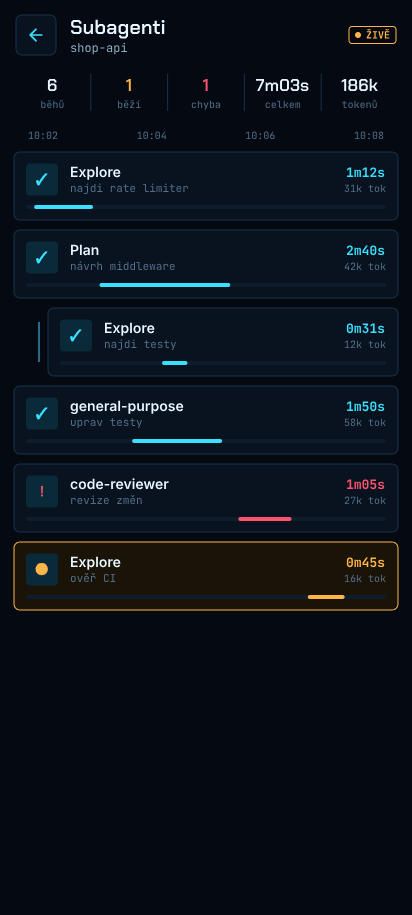 Subagenti
shop-api
ŽIVĚ
6 1 1 7m03s 186k
běhů běží chyba celkem tokenů
10:02 10:04 10:06 10:08
Explore 1m12s
najdi rate limiter 31k tok
Plan 2m40s
návrh middleware 42k tok
Explore 0m31s
najdi testy 12k tok
general-purpose 1m50s
uprav testy 58k tok
! code-reviewer 1m05s
revize změn 27k tok
Explore 0m45s
ověř CI 16k tok